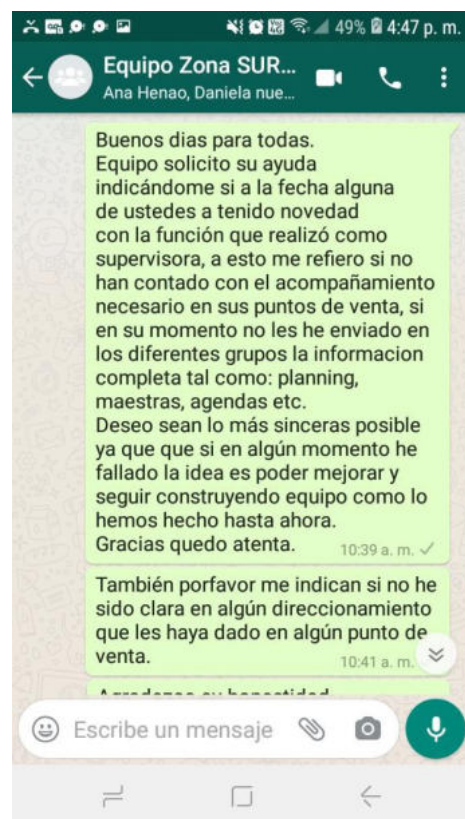 49% 4:47 p. m.
Equipo Zona SUR...
Ana Henao, Daniela nue...
Buenos dias para todas.
Equipo solicito su ayuda
indicándome si a la fecha alguna
de ustedes a tenido novedad
con la función que realizó como
supervisora, a esto me refiero si no
han contado con el acompañamiento
necesario en sus puntos de venta, si
en su momento no les he enviado en
los diferentes grupos la informacion
completa tal como: planning,
maestras, agendas etc.
Deseo sean lo más sinceras posible
ya que que si en algún momento he
fallado la idea es poder mejorar y
seguir construyendo equipo como lo
hemos hecho hasta ahora.
Gracias quedo atenta.
10:39 a. m.
También porfavor me indican si no he
sido clara en algún direccionamiento
que les haya dado en algún punto de
venta.
10:41 a. m.
Agradezco su honestidad
Escribe un mensaje